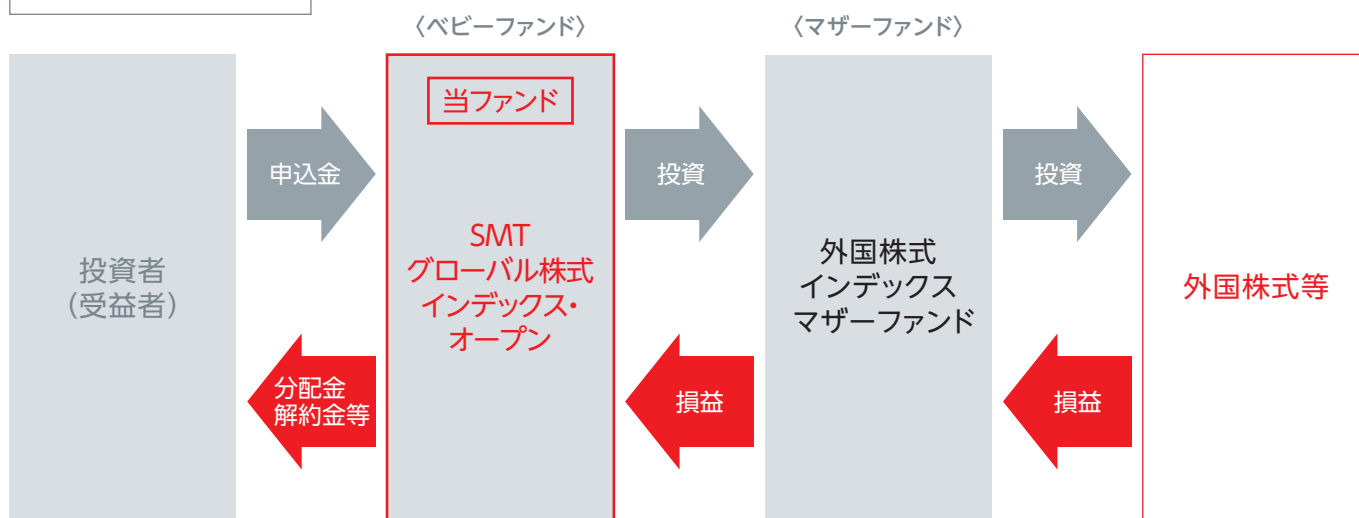 〈ベビーファンド〉
〈マザーファンド〉
投資者
(受益者)
申込金
分配金
解約金等
当ファンド
SMT
グローバル株式
インデックス・
オープン
投資
損益
外国株式
インデックス
マザーファンド
投資
損益
外国株式等